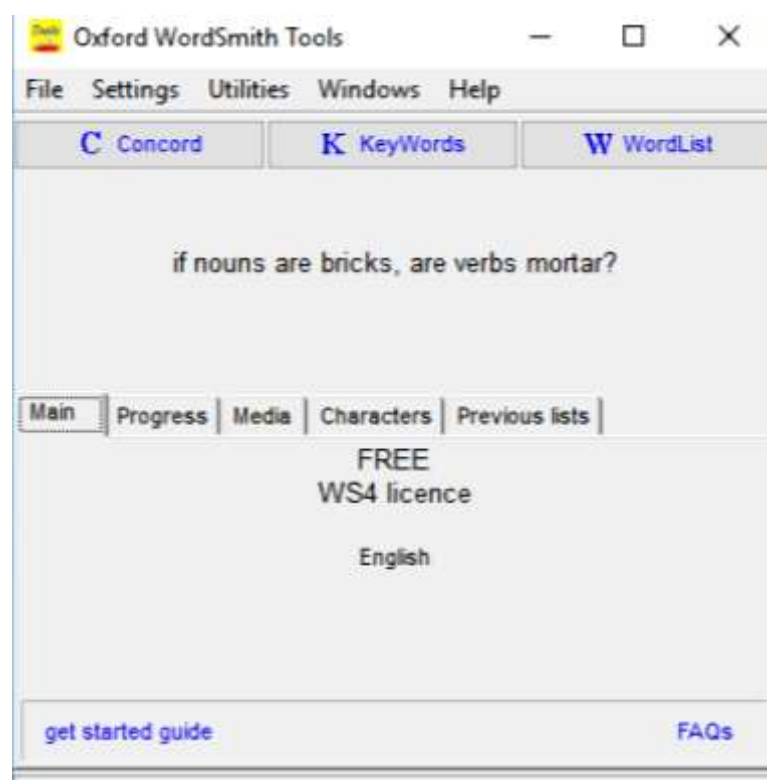 Oxford WordSmith Tools
File Settings Utilities Windows Help
C Concord K KeyWords W WordList
if nouns are bricks, are verbs mortar?
Main Progress Media Characters Previous lists
FREE
WS4 licence
English
get started guide FAQs